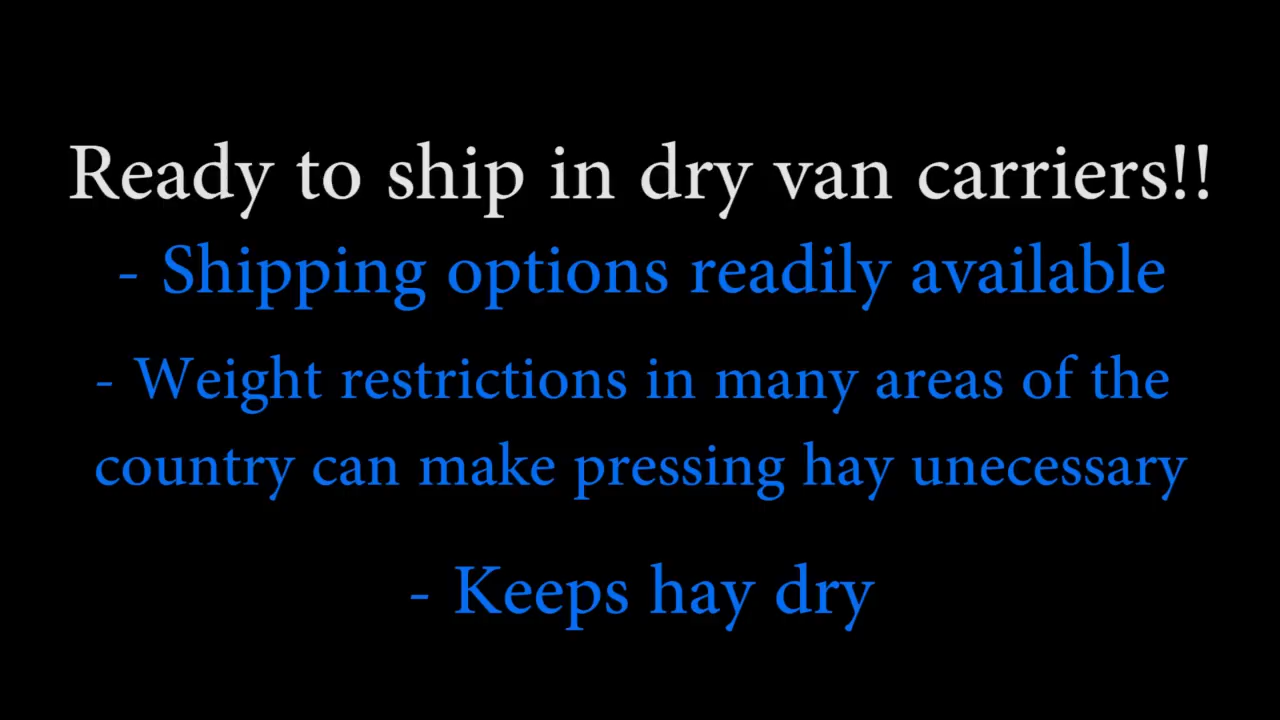 Ready to ship in dry van carriers!!
- Shipping options readily available
- Weight restrictions in many areas of the
country can make pressing hay unecessary
- Keeps hay dry